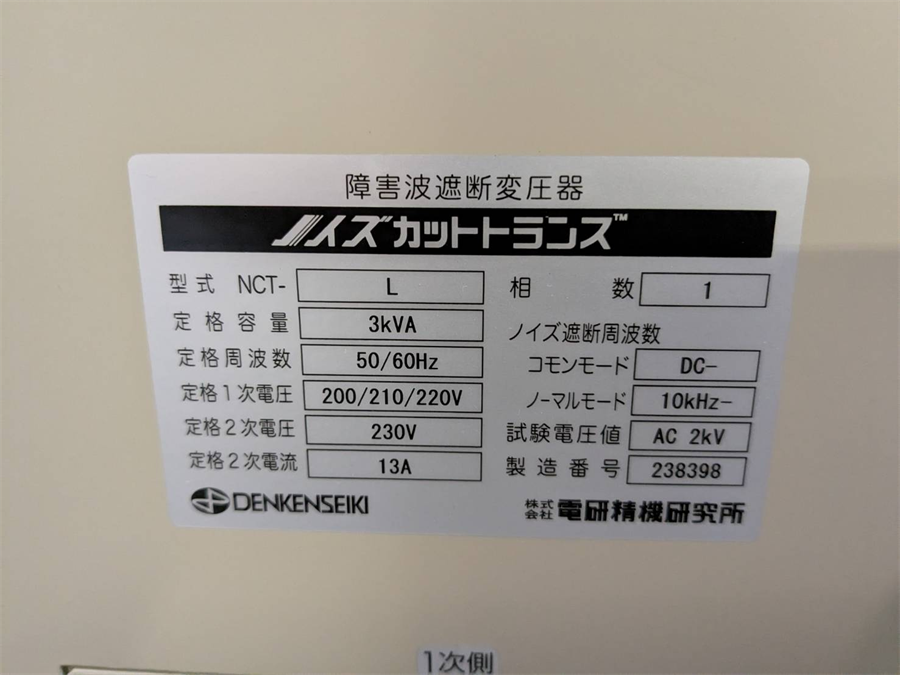 障害波遮断変圧器
ノイズカットトランス™
型式 NCT- L
相数 1
定格容量 3kVA
ノイズ遮断周波数
定格周波数 50/60Hz
コモンモード DC-
定格1次電圧 200/210/220V
ノーマルモード 10kHz-
定格2次電圧 230V
試験電圧値 AC 2kV
定格2次電流 13A
製造番号 238398
DENKENSEIKI
株式会社 電研精機研究所
1次側